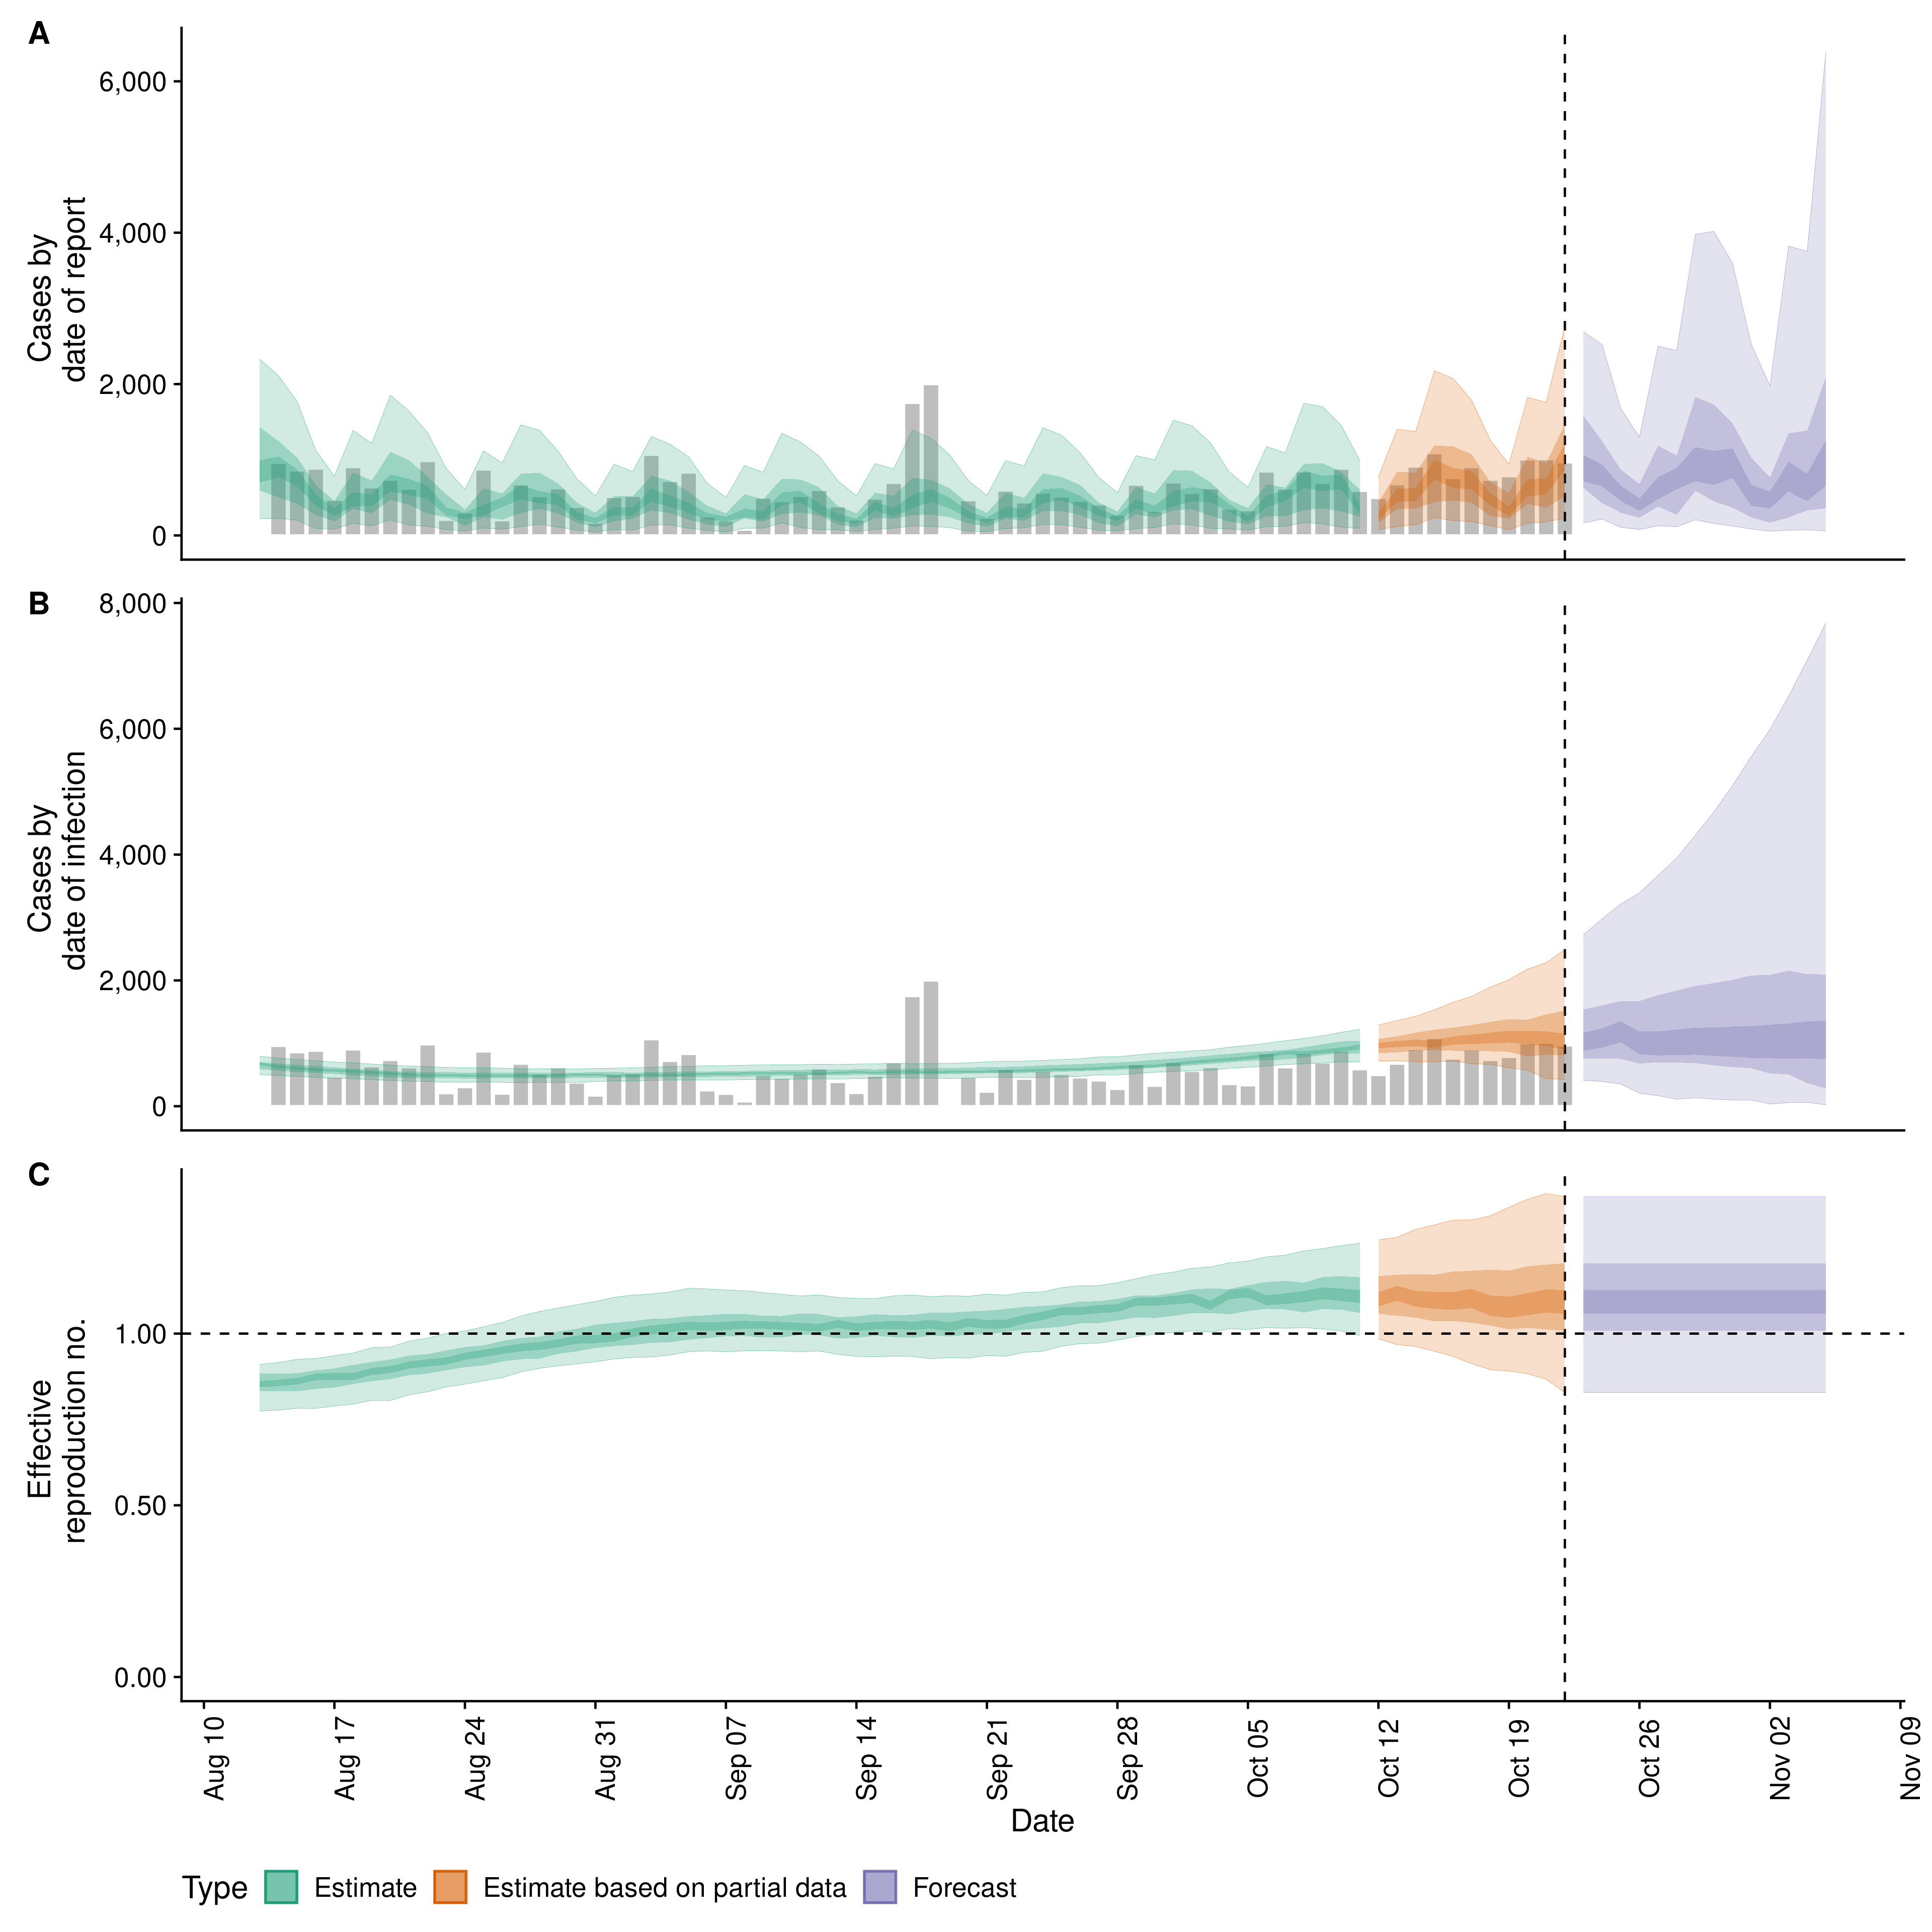 A
Cases by
date of report
6,000
4,000
2,000
0
B
Cases by
date of infection
8,000
6,000
4,000
2,000
0
C
Effective
reproduction no.
1.00
0.50
0.00
Aug 10
Aug 17
Aug 24
Aug 31
Sep 07
Sep 14
Sep 21
Sep 28
Oct 05
Oct 12
Oct 19
Oct 26
Nov 02
Nov 09
Date
Type Estimate Estimate based on partial data Forecast